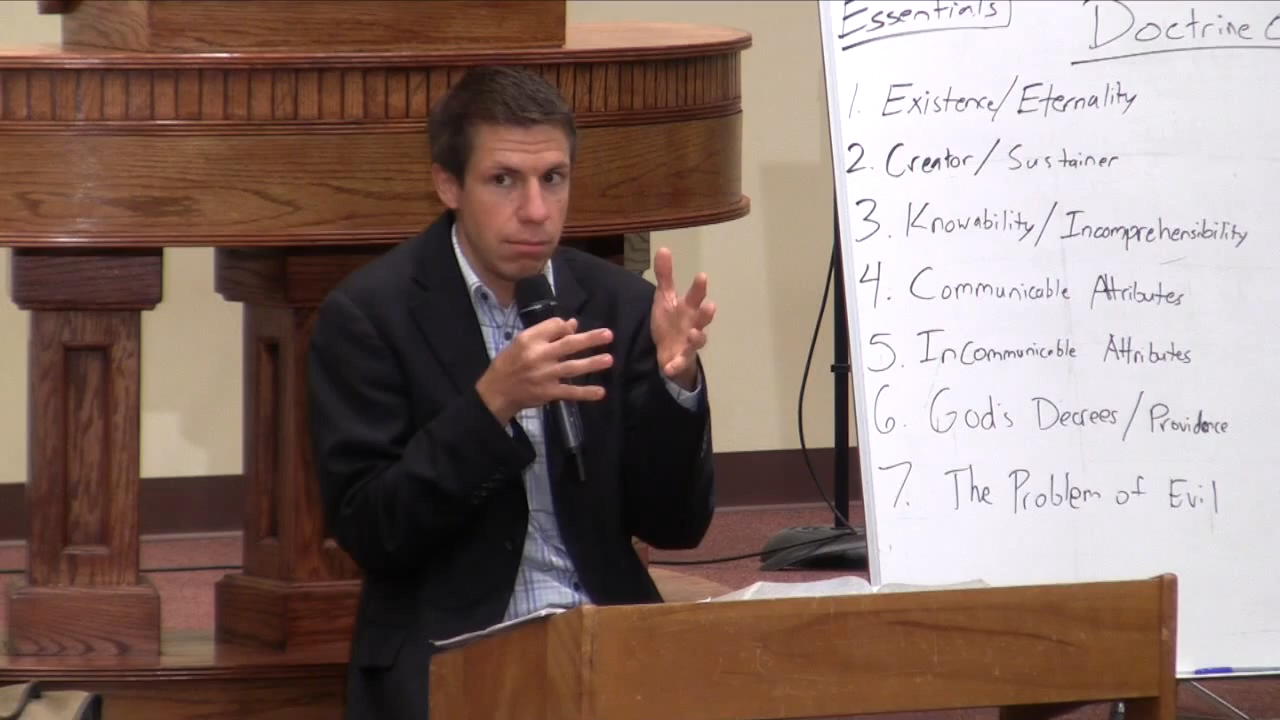 Essentials
Doctrine
1. Existence/Eternality
2. Creator/Sustainer
3. Knowability/Incomprehensibility
4. Communicable Attributes
5. Incommunicable Attributes
6. God's Decrees/Providence
7. The Problem of Evil